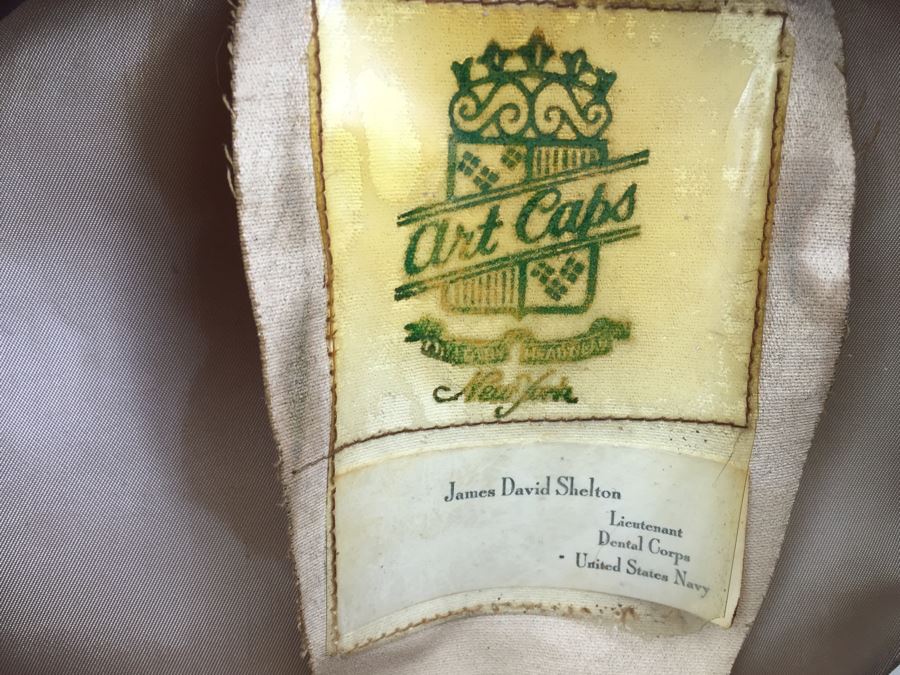 Art Caps
New York
James David Shelton
Lieutenant
Dental Corps
United States Navy